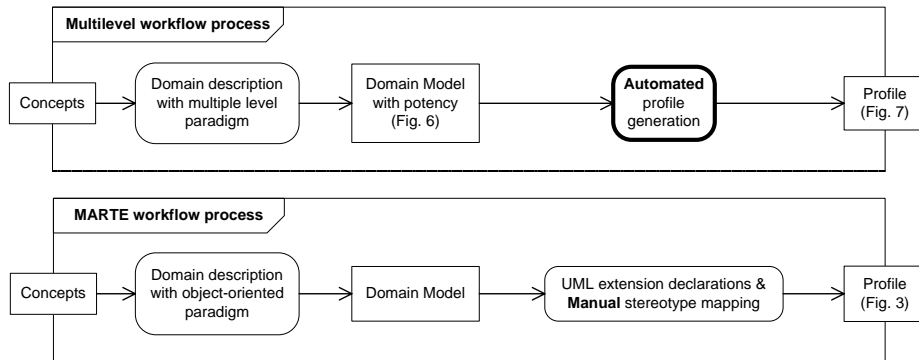 Multilevel workflow process
Concepts
Domain description
with multiple level
paradigm
Domain Model
with potency
(Fig. 6)
Automated
profile
generation
Profile
(Fig. 7)
MARTE workflow process
Concepts
Domain description
with object-oriented
paradigm
Domain Model
UML extension declarations &
Manual stereotype mapping
Profile
(Fig. 3)